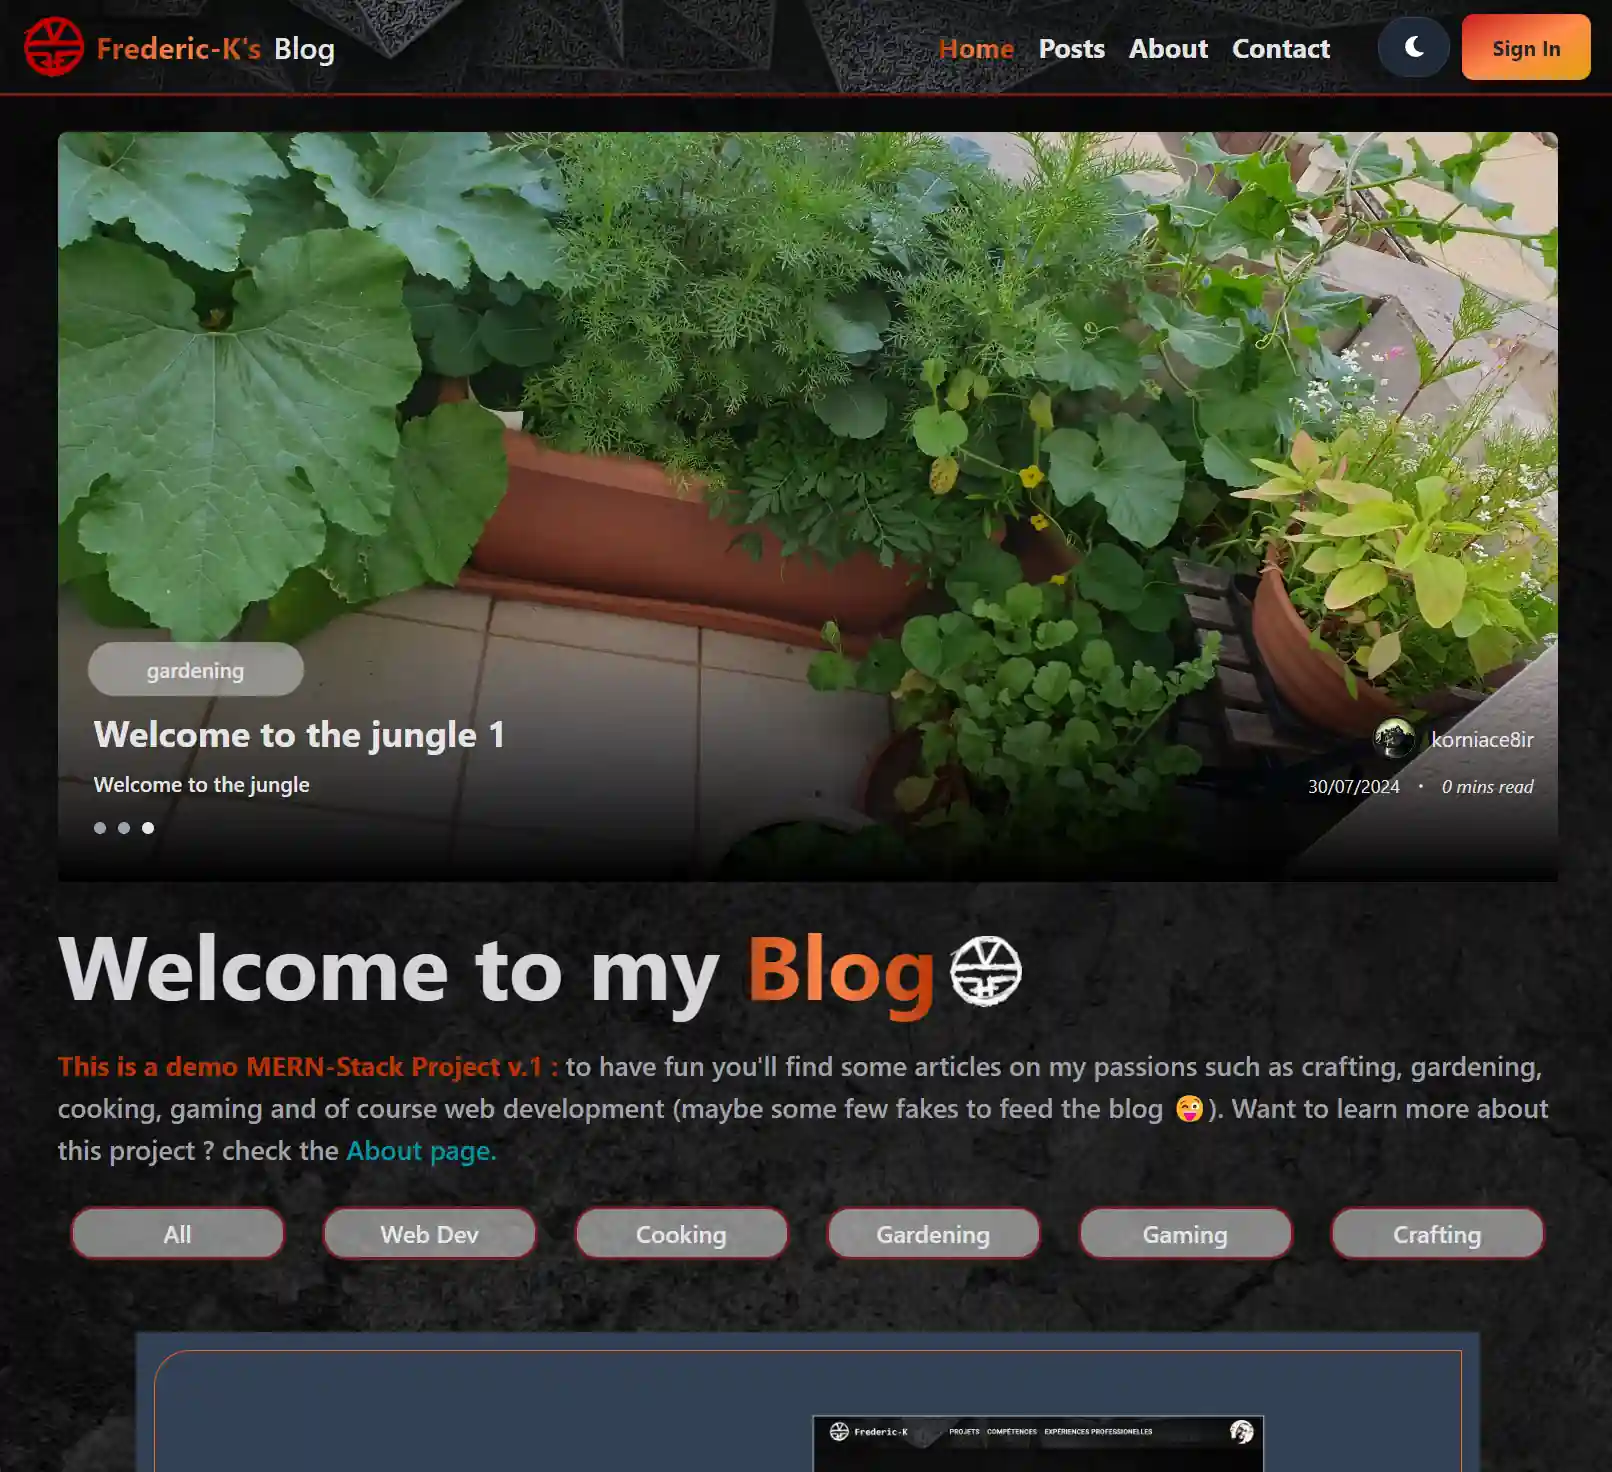 Frederic-K's Blog
Home Posts About Contact Sign In
gardening
Welcome to the jungle 1
Welcome to the jungle
korniace8ir
30/07/2024 • 0 mins read
Welcome to my Blog
This is a demo MERN-Stack Project v.1 : to have fun you'll find some articles on my passions such as crafting, gardening,
cooking, gaming and of course web development (maybe some few fakes to feed the blog 😜). Want to learn more about
this project ? check the About page.
All Web Dev Cooking Gardening Gaming Crafting
Frederic-K PROJETS COMPÉTENCES EXPÉRIENCES PROFESSIONELLES